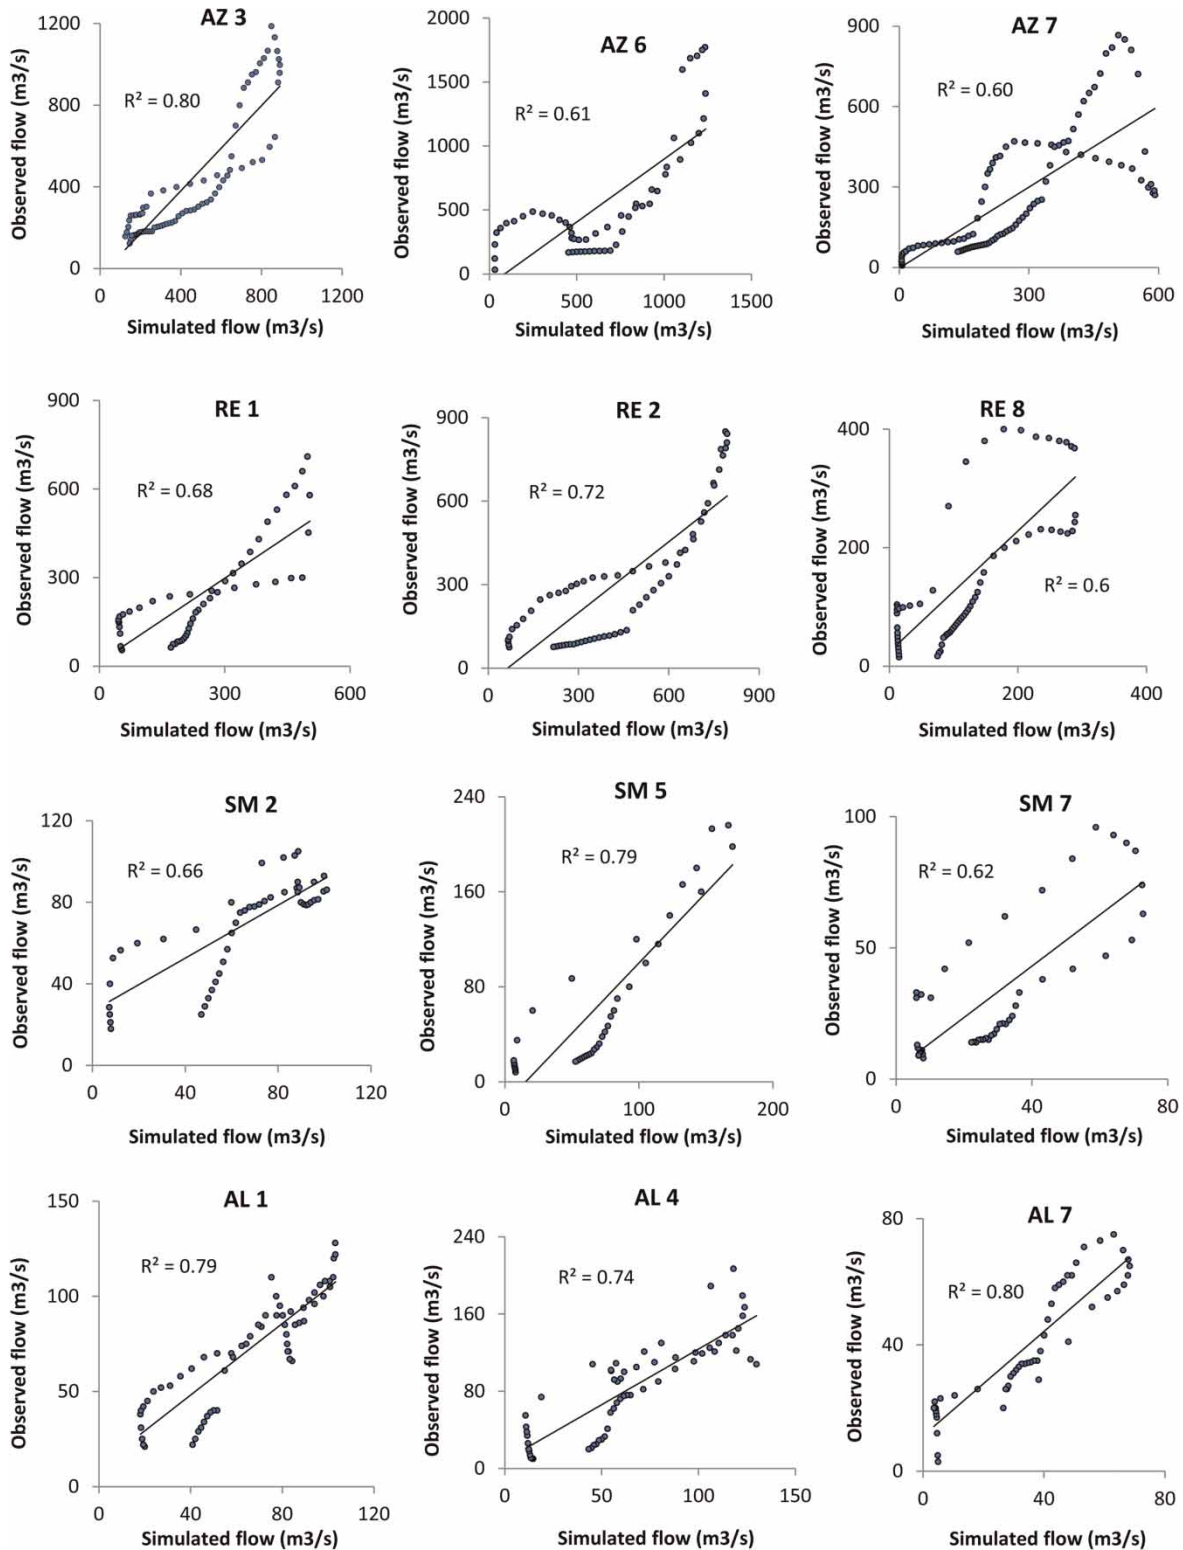 AZ 3
Observed flow (m3/s)
1200
800
400
0
R² = 0.80
0 400 800 1200
Simulated flow (m3/s)
AZ 6
Observed flow (m3/s)
2000
1500
1000
500
0
R² = 0.61
0 500 1000 1500
Simulated flow (m3/s)
AZ 7
Observed flow (m3/s)
900
600
300
0
R² = 0.60
0 300 600
Simulated flow (m3/s)
RE 1
Observed flow (m3/s)
900
600
300
0
R² = 0.68
0 300 600
Simulated flow (m3/s)
RE 2
Observed flow (m3/s)
900
600
300
0
R² = 0.72
0 300 600 900
Simulated flow (m3/s)
RE 8
Observed flow (m3/s)
400
200
0
R² = 0.6
0 200 400
Simulated flow (m3/s)
SM 2
Observed flow (m3/s)
120
80
40
0
R² = 0.66
0 40 80 120
Simulated flow (m3/s)
SM 5
Observed flow (m3/s)
240
160
80
0
R² = 0.79
0 100 200
Simulated flow (m3/s)
SM 7
Observed flow (m3/s)
100
50
0
R² = 0.62
0 40 80
Simulated flow (m3/s)
AL 1
Observed flow (m3/s)
150
100
50
0
R² = 0.79
0 40 80 120
Simulated flow (m3/s)
AL 4
Observed flow (m3/s)
240
160
80
0
R² = 0.74
0 50 100 150
Simulated flow (m3/s)
AL 7
Observed flow (m3/s)
80
40
0
R² = 0.80
0 40 80
Simulated flow (m3/s)